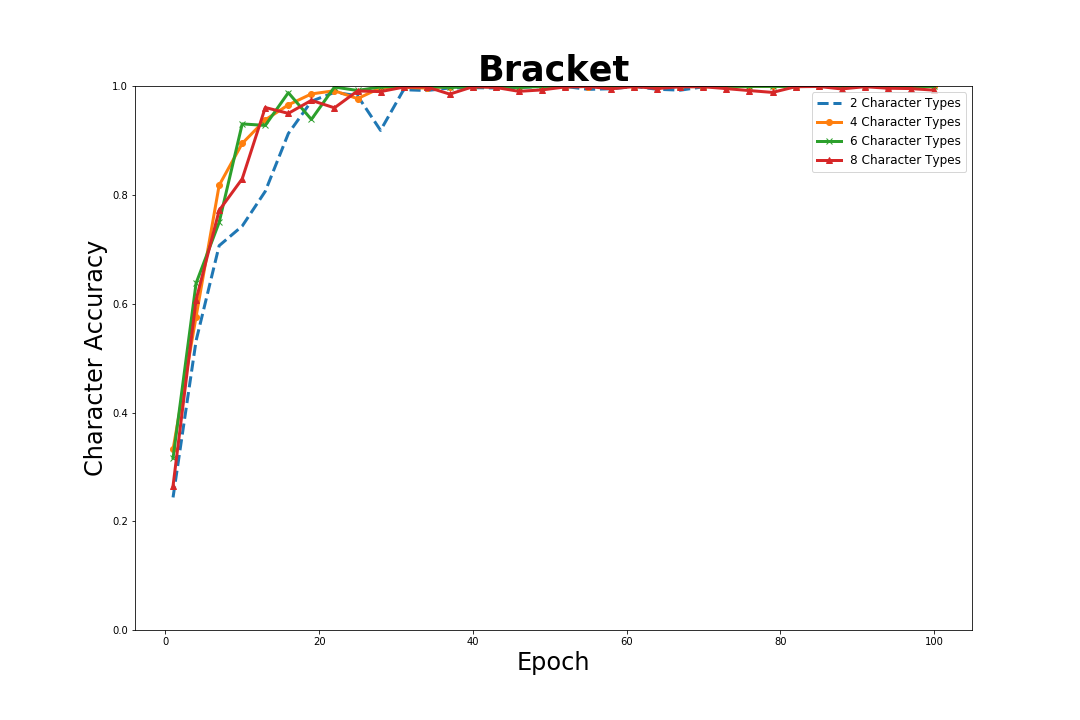 Bracket
1.0
0.8
0.6
0.4
0.2
0.0
Character Accuracy
2 Character Types
4 Character Types
6 Character Types
8 Character Types
0 20 40 60 80 100
Epoch